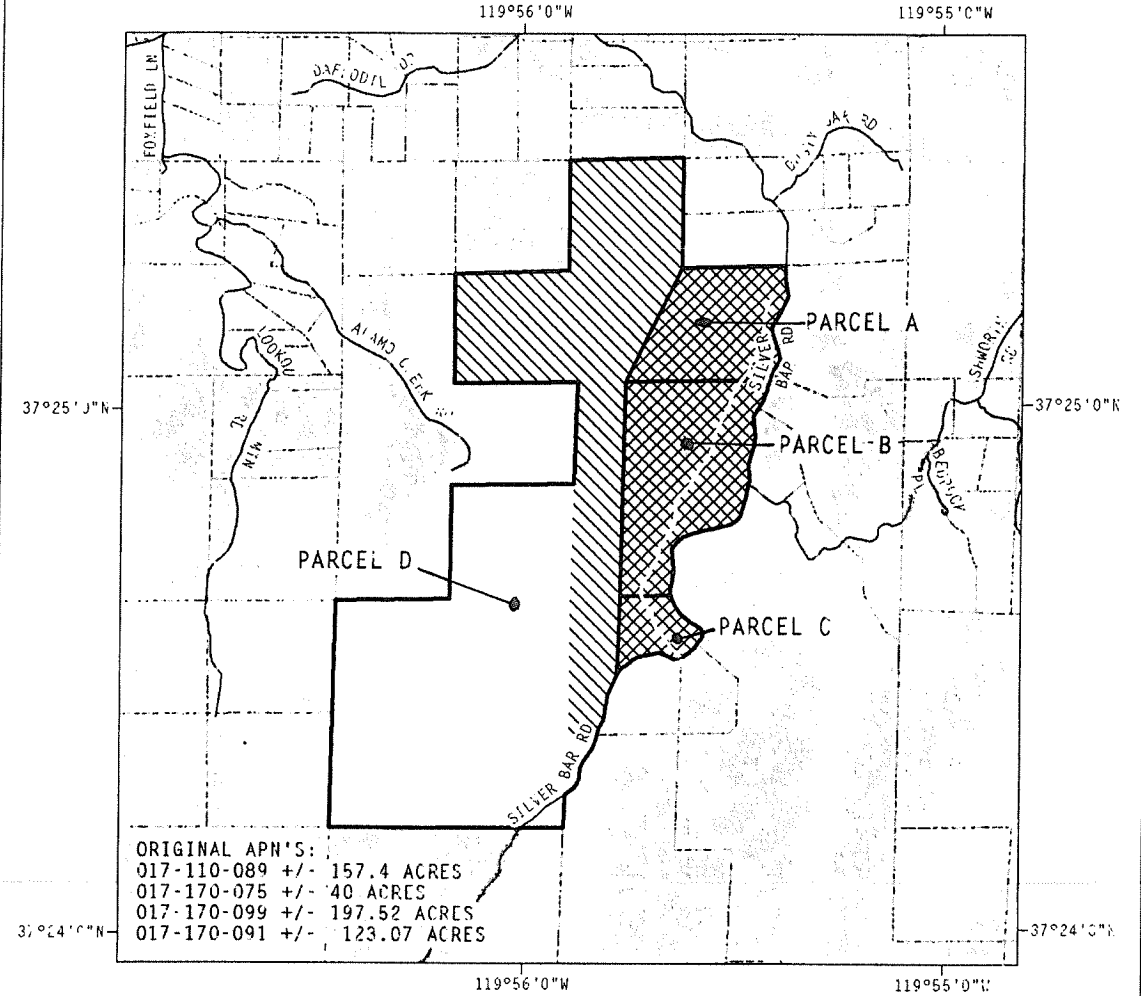 119°56'0"W
119°55'0"W
FOXFIELD LN
DAFFODIL
RD
PARCEL A
SILVER
BAR RD
37°25'0"N
37°25'0"N
PARCEL B
PARCEL D
PARCEL C
SILVER BAR RD
ORIGINAL APN'S:
017-110-089 +/- 157.4 ACRES
017-170-075 +/- 40 ACRES
017-170-099 +/- 197.52 ACRES
017-170-091 +/- 123.07 ACRES
37°24'0"N
37°24'0"N
119°56'0"W
119°55'0"W